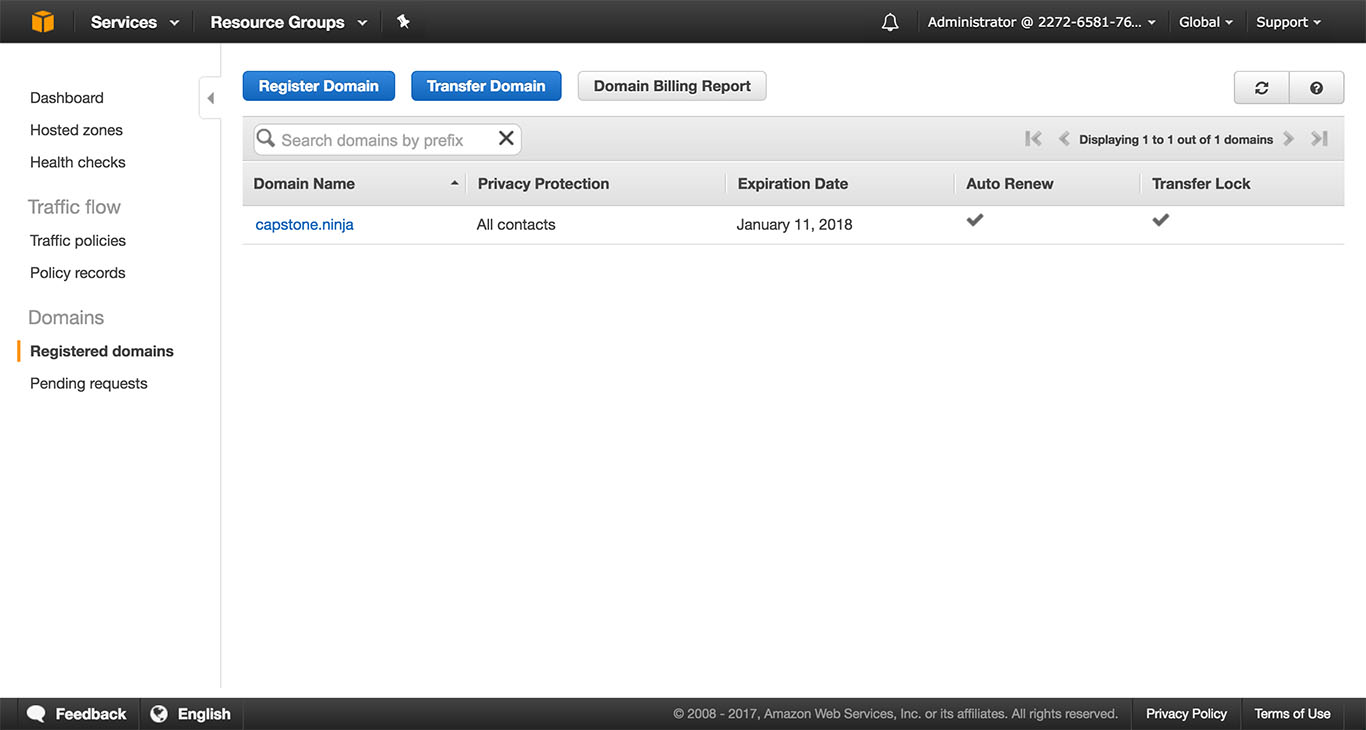 Services Resource Groups Administrator @ 2272-6581-76... Global Support
Dashboard
Hosted zones
Health checks
Traffic flow
Traffic policies
Policy records
Domains
Registered domains
Pending requests
Register Domain Transfer Domain Domain Billing Report
Search domains by prefix Displaying 1 to 1 out of 1 domains
Domain Name Privacy Protection Expiration Date Auto Renew Transfer Lock
capstone.ninja All contacts January 11, 2018
Feedback English © 2008 - 2017, Amazon Web Services, Inc. or its affiliates. All rights reserved. Privacy Policy Terms of Use